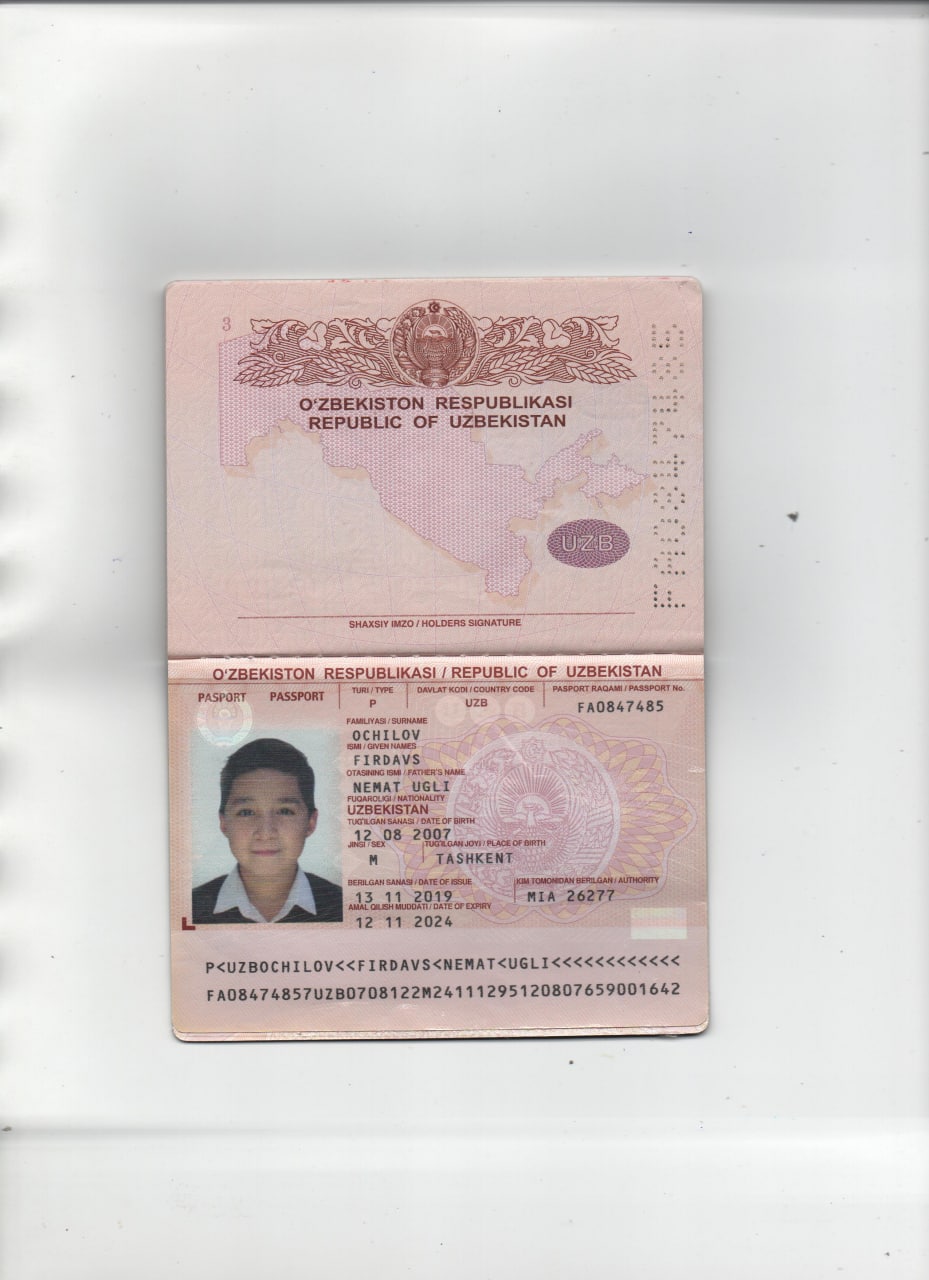 3
O‘ZBEKISTON RESPUBLIKASI
REPUBLIC OF UZBEKISTAN
UZB
SHAXSIY IMZO / HOLDERS SIGNATURE
O‘ZBEKISTON RESPUBLIKASI / REPUBLIC OF UZBEKISTAN
PASPORT PASSPORT TURI / TYPE DAVLAT KODI / COUNTRY CODE PASPORT RAQAMI / PASSPORT No.
P UZB FA0847485
FAMILIYASI / SURNAME
OCHILOV
ISMI / GIVEN NAMES
FIRDAVS
OTASINING ISMI / FATHER'S NAME
NEMAT UGLI
FUQAROLIGI / NATIONALITY
UZBEKISTAN
TUG'ILGAN SANASI / DATE OF BIRTH
12 08 2007
JINSI / SEX TUG'ILGAN JOYI / PLACE OF BIRTH
M TASHKENT
BERILGAN SANASI / DATE OF ISSUE KIM TOMONIDAN BERILGAN / AUTHORITY
13 11 2019 MIA 26277
AMAL QILISH MUDDATI / DATE OF EXPIRY
12 11 2024
P<UZBOCHILOV<<FIRDAVS<NEMAT<UGLI<<<<<<<<<<<<
FA08474857UZB0708122M24111295120807659001642